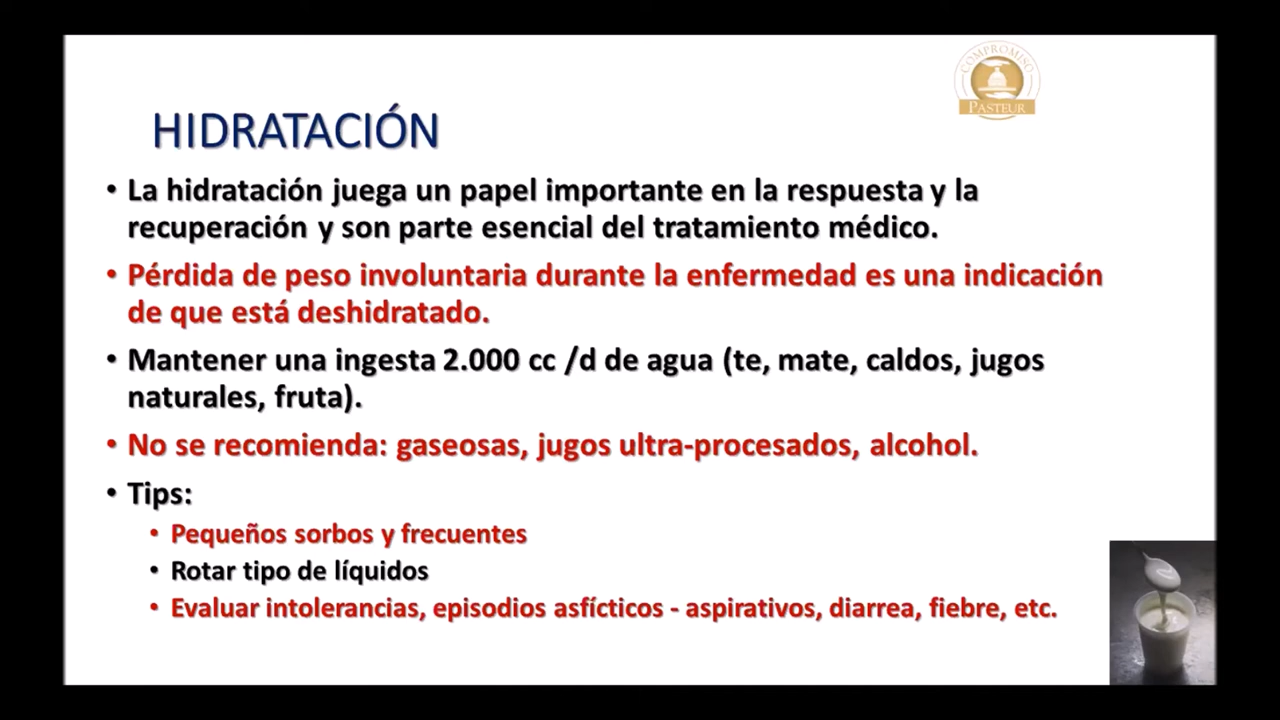 COMPROMISO
PASTEUR
HIDRATACIÓN
• La hidratación juega un papel importante en la respuesta y la
recuperación y son parte esencial del tratamiento médico.
• Pérdida de peso involuntaria durante la enfermedad es una indicación
de que está deshidratado.
• Mantener una ingesta 2.000 cc /d de agua (te, mate, caldos, jugos
naturales, fruta).
• No se recomienda: gaseosas, jugos ultra-procesados, alcohol.
• Tips:
• Pequeños sorbos y frecuentes
• Rotar tipo de líquidos
• Evaluar intolerancias, episodios asfícticos - aspirativos, diarrea, fiebre, etc.